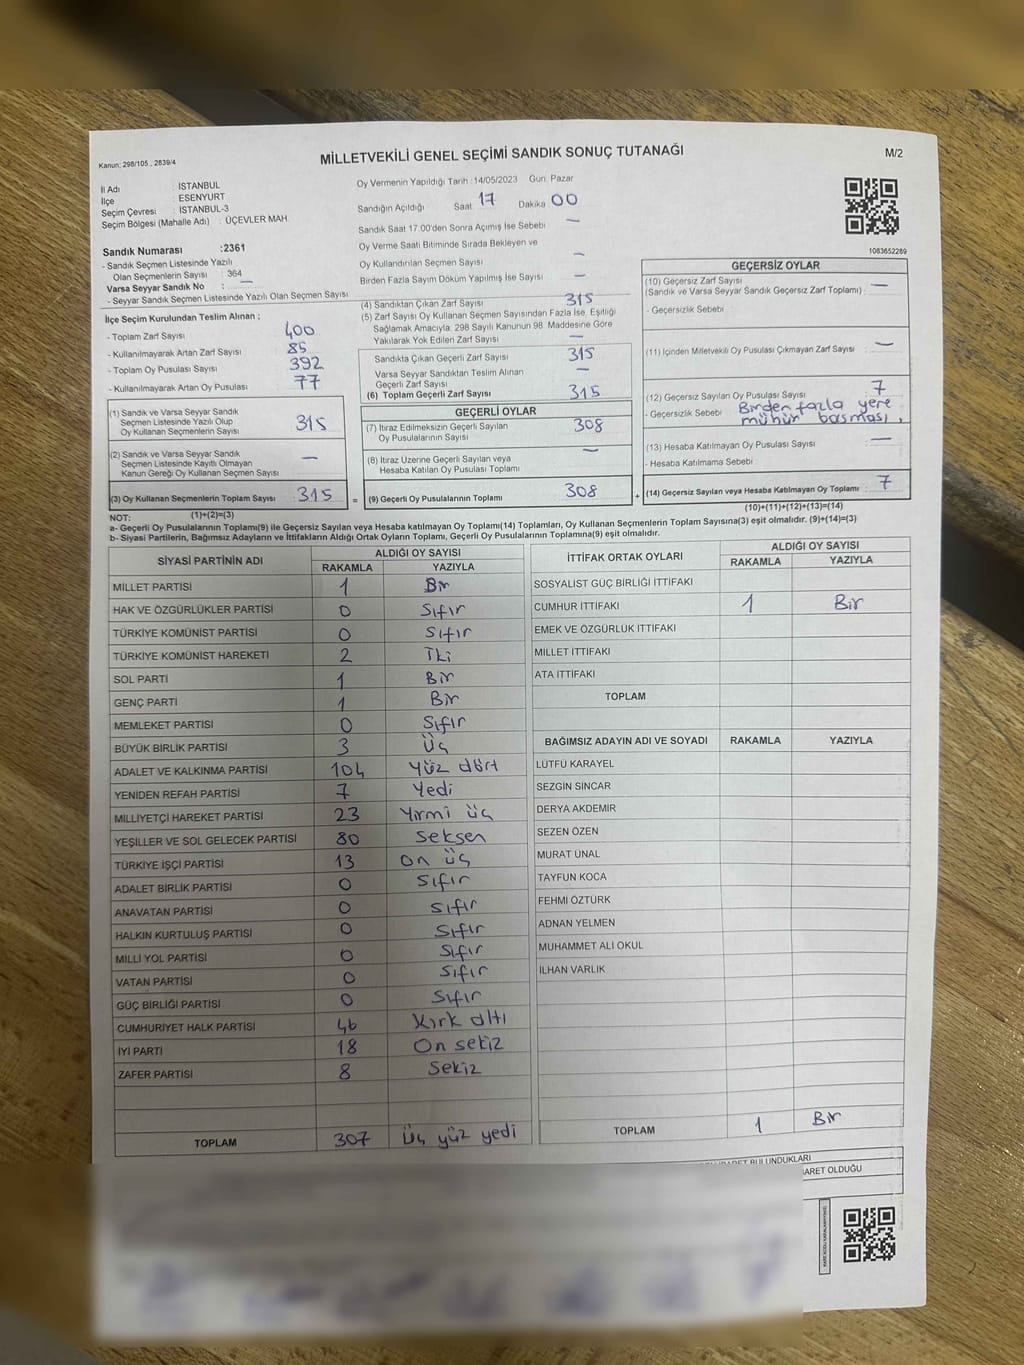 Kanun: 298/105 , 2839/4
MİLLETVEKİLİ GENEL SEÇİMİ SANDIK SONUÇ TUTANAĞI
M/2
İl Adı : İSTANBUL
İlçe : ESENYURT
Seçim Çevresi : İSTANBUL-3
Seçim Bölgesi (Mahalle Adı) : ÜÇEVLER MAH.
Sandık Numarası :2361
- Sandık Seçmen Listesinde Yazılı
Olan Seçmenlerin Sayısı : 364
Varsa Seyyar Sandık No : —
- Seyyar Sandık Seçmen Listesinde Yazılı Olan Seçmen Sayısı
İlçe Seçim Kurulundan Teslim Alınan :
- Toplam Zarf Sayısı 400
- Kullanılmayarak Artan Zarf Sayısı 85
- Toplam Oy Pusulası Sayısı 392
- Kullanılmayarak Artan Oy Pusulası 77
Oy Vermenin Yapıldığı Tarih :14/05/2023 Gün: Pazar
Sandığın Açıldığı Saat 17 Dakika 00
Sandık Saat 17.00'den Sonra Açımış İse Sebebi —
Oy Verme Saati Bitiminde Sırada Bekleyen ve
Oy Kullandırılan Seçmen Sayısı —
Birden Fazla Sayım Döküm Yapılmış İse Sayısı —
(4) Sandıktan Çıkan Zarf Sayısı 315
(5) Zarf Sayısı Oy Kullanan Seçmen Sayısından Fazla İse, Eşitliği
Sağlamak Amacıyla, 298 Sayılı Kanunun 98. Maddesine Göre
Yakılarak Yok Edilen Zarf Sayısı —
Sandıkta Çıkan Geçerli Zarf Sayısı 315
Varsa Seyyar Sandıktan Teslim Alınan
Geçerli Zarf Sayısı —
(6) Toplam Geçerli Zarf Sayısı 315
1083652289
GEÇERSİZ OYLAR
(10) Geçersiz Zarf Sayısı
(Sandık ve Varsa Seyyar Sandık Geçersiz Zarf Toplamı) : —
- Geçersizlik Sebebi :
(11) İçinden Milletvekili Oy Pusulası Çıkmayan Zarf Sayısı : —
(12) Geçersiz Sayılan Oy Pusulası Sayısı : 7
- Geçersizlik Sebebi : Birden fazla yere
mühür basması.
(13) Hesaba Katılmayan Oy Pusulası Sayısı : —
- Hesaba Katılmama Sebebi :
(14) Geçersiz Sayılan veya Hesaba Katılmayan Oy Toplamı : 7
(10)+(11)+(12)+(13)=(14)
(1) Sandık ve Varsa Seyyar Sandık
Seçmen Listesinde Yazılı Olup
Oy Kullanan Seçmenlerin Sayısı 315
(2) Sandık ve Varsa Seyyar Sandık
Seçmen Listesinde Kayıtlı Olmayan
Kanun Gereği Oy Kullanan Seçmen Sayısı —
(3) Oy Kullanan Seçmenlerin Toplam Sayısı 315 =
(1)+(2)=(3)
GEÇERLİ OYLAR
(7) İtiraz Edilmeksizin Geçerli Sayılan
Oy Pusulalarının Sayısı 308
(8) İtiraz Üzerine Geçerli Sayılan veya
Hesaba Katılan Oy Pusulası Toplamı —
(9) Geçerli Oy Pusulalarının Toplamı 308 +
NOT:
a- Geçerli Oy Pusulalarının Toplamı(9) ile Geçersiz Sayılan veya Hesaba katılmayan Oy Toplamı(14) Toplamları, Oy Kullanan Seçmenlerin Toplam Sayısına(3) eşit olmalıdır. (9)+(14)=(3)
b- Siyasi Partilerin, Bağımsız Adayların ve İttifakların Aldığı Ortak Oyların Toplamı, Geçerli Oy Pusulalarının Toplamına(9) eşit olmalıdır.
SİYASİ PARTİNİN ADI ALDIĞI OY SAYISI
RAKAMLA YAZIYLA
MİLLET PARTİSİ 1 Bir
HAK VE ÖZGÜRLÜKLER PARTİSİ 0 Sıfır
TÜRKİYE KOMÜNİST PARTİSİ 0 Sıfır
TÜRKİYE KOMÜNİST HAREKETİ 2 İki
SOL PARTİ 1 Bir
GENÇ PARTİ 1 Bir
MEMLEKET PARTİSİ 0 Sıfır
BÜYÜK BİRLİK PARTİSİ 3 Üç
ADALET VE KALKINMA PARTİSİ 104 Yüz dört
YENİDEN REFAH PARTİSİ 7 Yedi
MİLLİYETÇİ HAREKET PARTİSİ 23 Yirmi üç
YEŞİLLER VE SOL GELECEK PARTİSİ 80 Seksen
TÜRKİYE İŞÇİ PARTİSİ 13 On üç
ADALET BİRLİK PARTİSİ 0 Sıfır
ANAVATAN PARTİSİ 0 Sıfır
HALKIN KURTULUŞ PARTİSİ 0 Sıfır
MİLLİ YOL PARTİSİ 0 Sıfır
VATAN PARTİSİ 0 Sıfır
GÜÇ BİRLİĞİ PARTİSİ 0 Sıfır
CUMHURİYET HALK PARTİSİ 46 Kırk altı
İYİ PARTİ 18 On sekiz
ZAFER PARTİSİ 8 Sekiz
TOPLAM 307 Üç yüz yedi
İTTİFAK ORTAK OYLARI ALDIĞI OY SAYISI
RAKAMLA YAZIYLA
SOSYALİST GÜÇ BİRLİĞİ İTTİFAKI
CUMHUR İTTİFAKI 1 Bir
EMEK VE ÖZGÜRLÜK İTTİFAKI
MİLLET İTTİFAKI
ATA İTTİFAKI
TOPLAM
BAĞIMSIZ ADAYIN ADI VE SOYADI RAKAMLA YAZIYLA
LÜTFÜ KARAYEL
SEZGİN SİNCAR
DERYA AKDEMİR
SEZEN ÖZEN
MURAT ÜNAL
TAYFUN KOCA
FEHMİ ÖZTÜRK
ADNAN YELMEN
MUHAMMET ALİ OKUL
İLHAN VARLIK
TOPLAM 1 Bir
BULUNDUKLARI
OLDUĞU